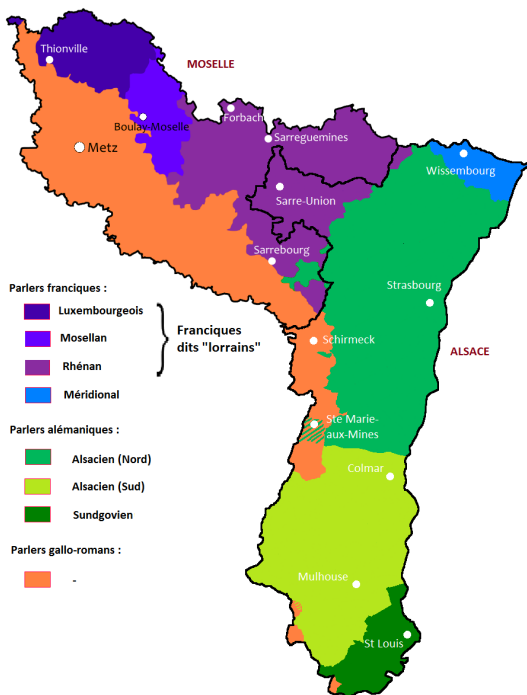 Thionville
MOSELLE
Boulay-Moselle
Forbach
Metz
Sarreguemines
Wissembourg
Sarre-Union
Sarrebourg
Strasbourg
Schirmeck
ALSACE
Ste Marie-
aux-Mines
Colmar
Mulhouse
St Louis
Parlers franciques :
Luxembourgeois
Mosellan
Rhénan
Méridional
Franciques
dits "lorrains"
Parlers alémaniques :
Alsacien (Nord)
Alsacien (Sud)
Sundgovien
Parlers gallo-romans :
-